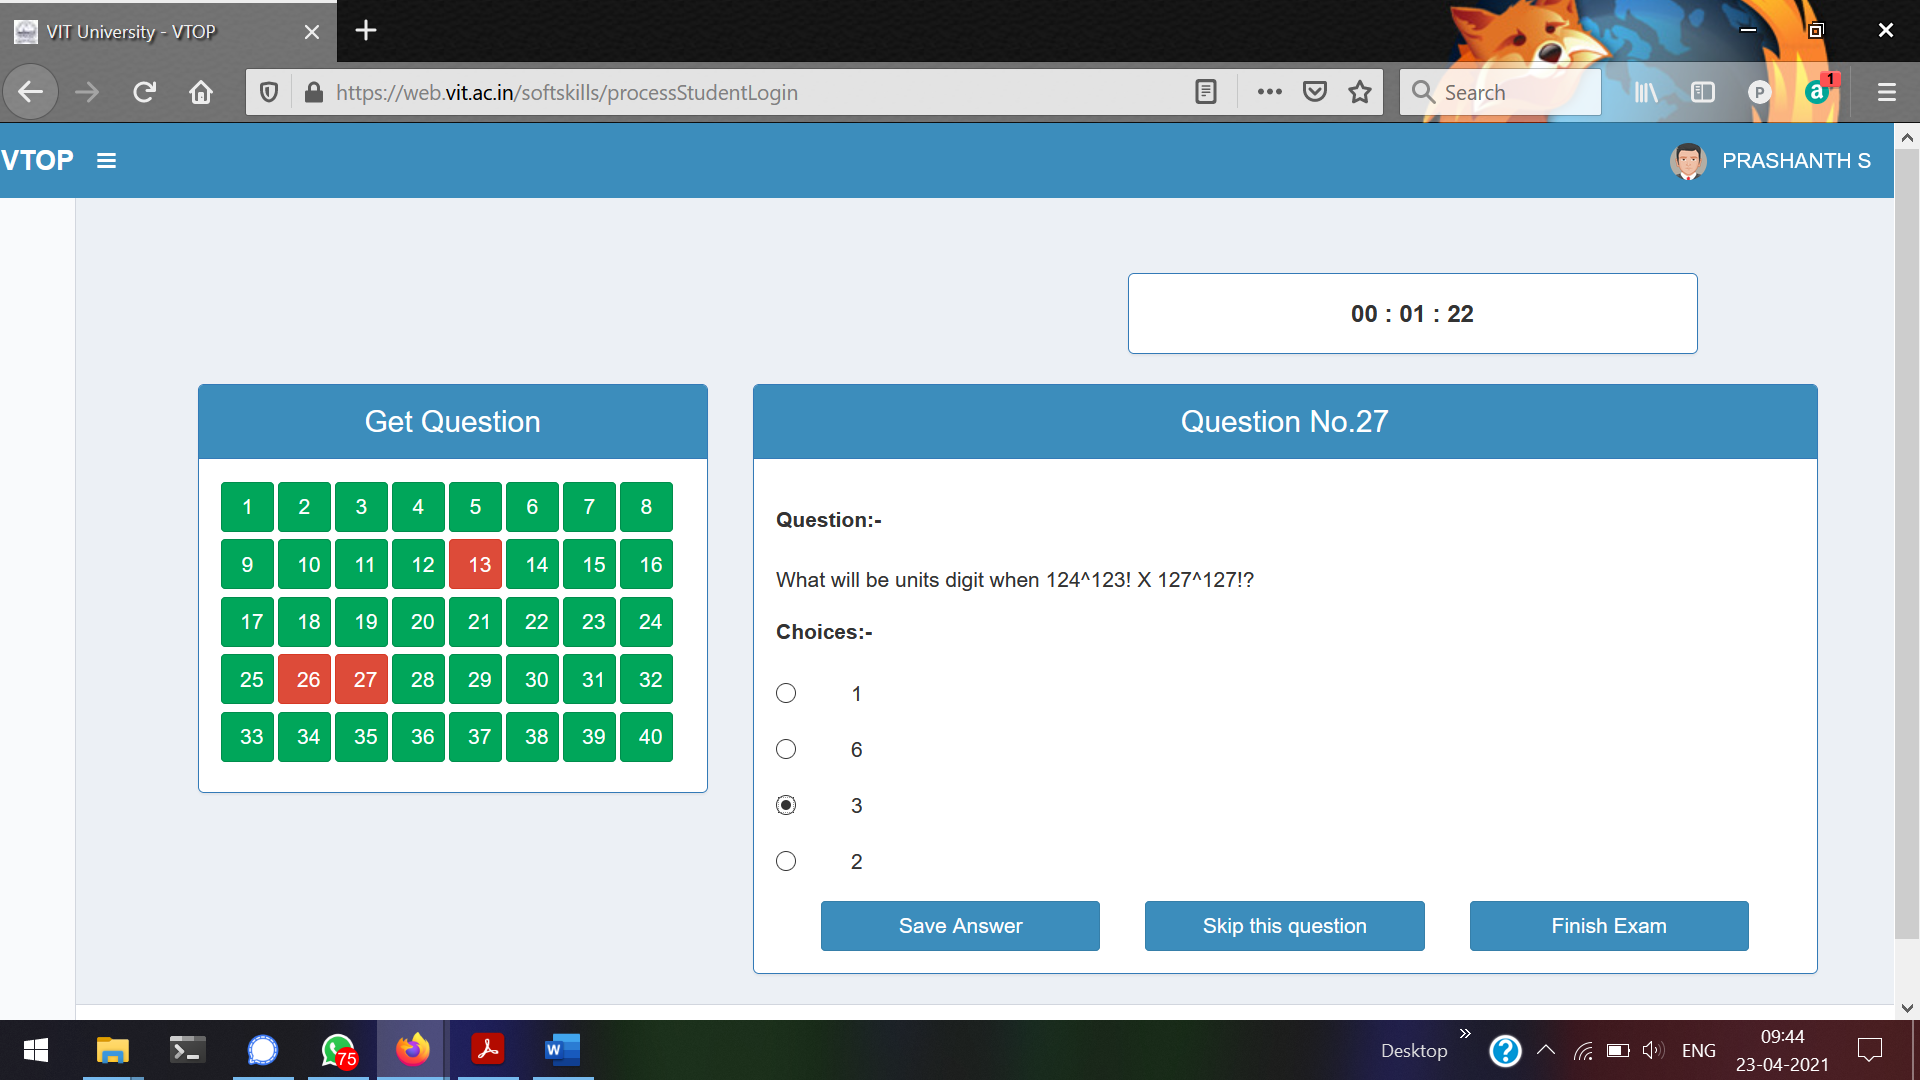 VIT University - VTOP
https://web.vit.ac.in/softskills/processStudentLogin
Search
P
a
1
VTOP
PRASHANTH S
00 : 01 : 22
Get Question
1 2 3 4 5 6 7 8
9 10 11 12 13 14 15 16
17 18 19 20 21 22 23 24
25 26 27 28 29 30 31 32
33 34 35 36 37 38 39 40
Question No.27
Question:-
What will be units digit when 124^123! X 127^127!?
Choices:-
1
6
3
2
Save Answer Skip this question Finish Exam
75
W
Desktop
ENG
09:44
23-04-2021